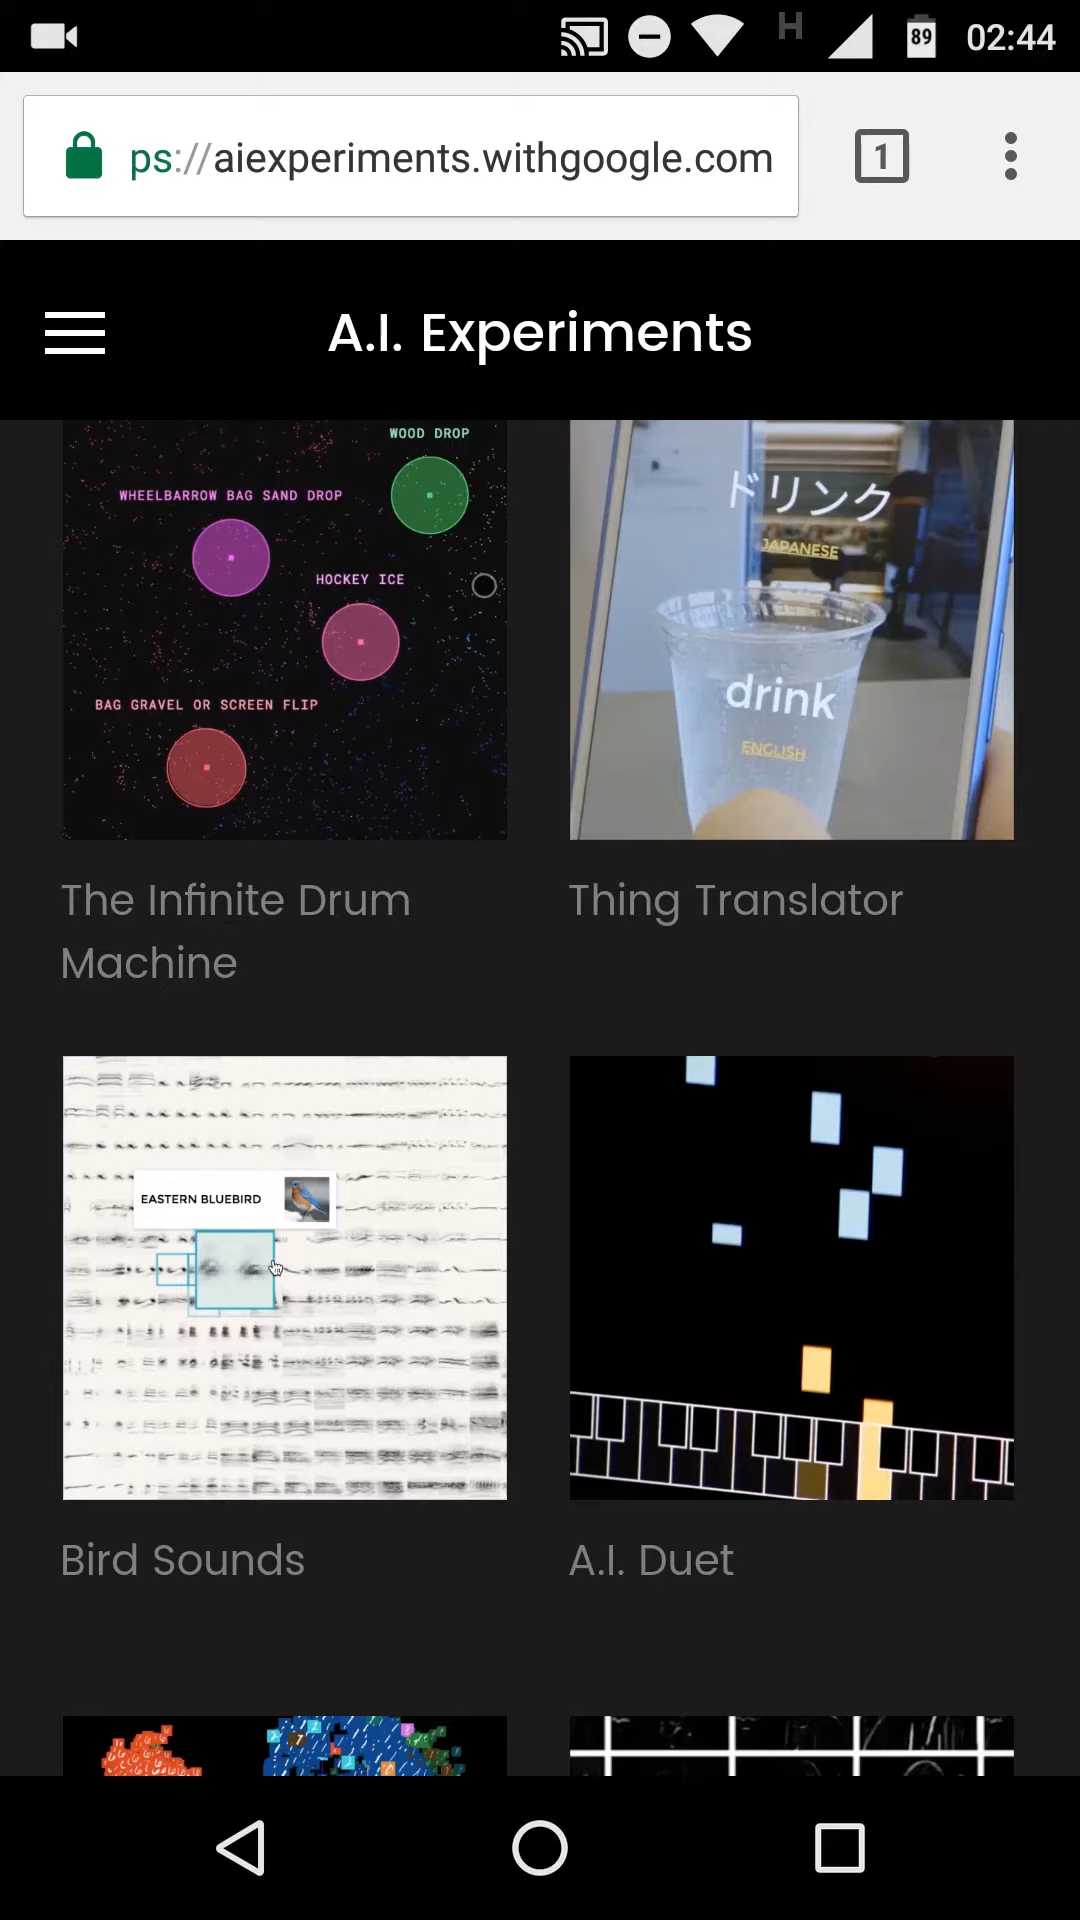 H
89
02:44
ps://aiexperiments.withgoogle.com
1
A.I. Experiments
WOOD DROP
WHEELBARROW BAG SAND DROP
HOCKEY ICE
BAG GRAVEL OR SCREEN FLIP
ドリンク
JAPANESE
drink
ENGLISH
The Infinite Drum
Machine
Thing Translator
EASTERN BLUEBIRD
Bird Sounds
A.I. Duet